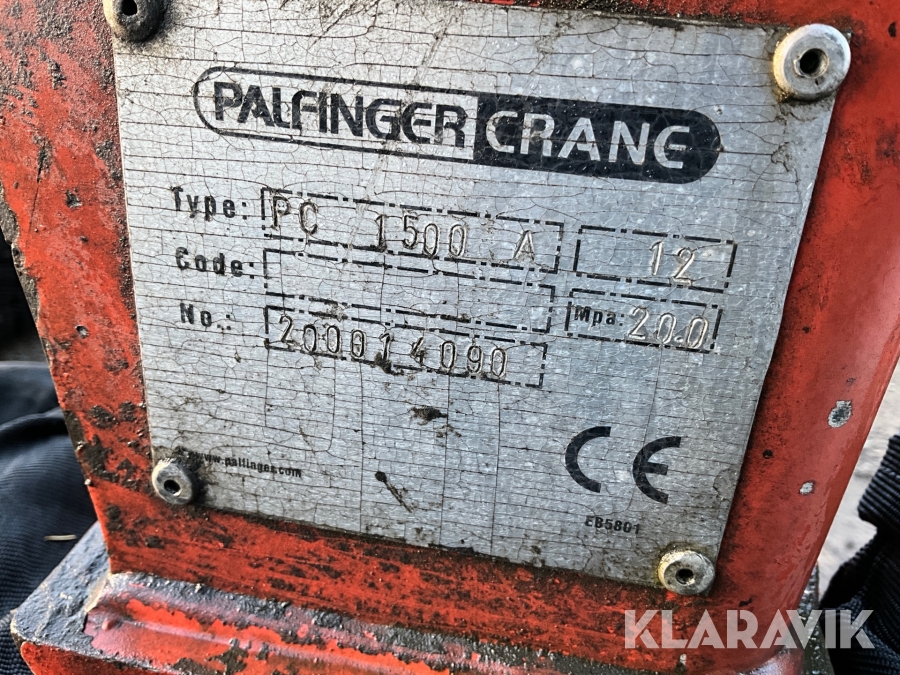 PALFINGER CRANE
Type: PC 1500 A 12
Code: Mpa: 20.0
No.: 200014090
www.palfinger.com
EB5801
CE
KLARAVIK